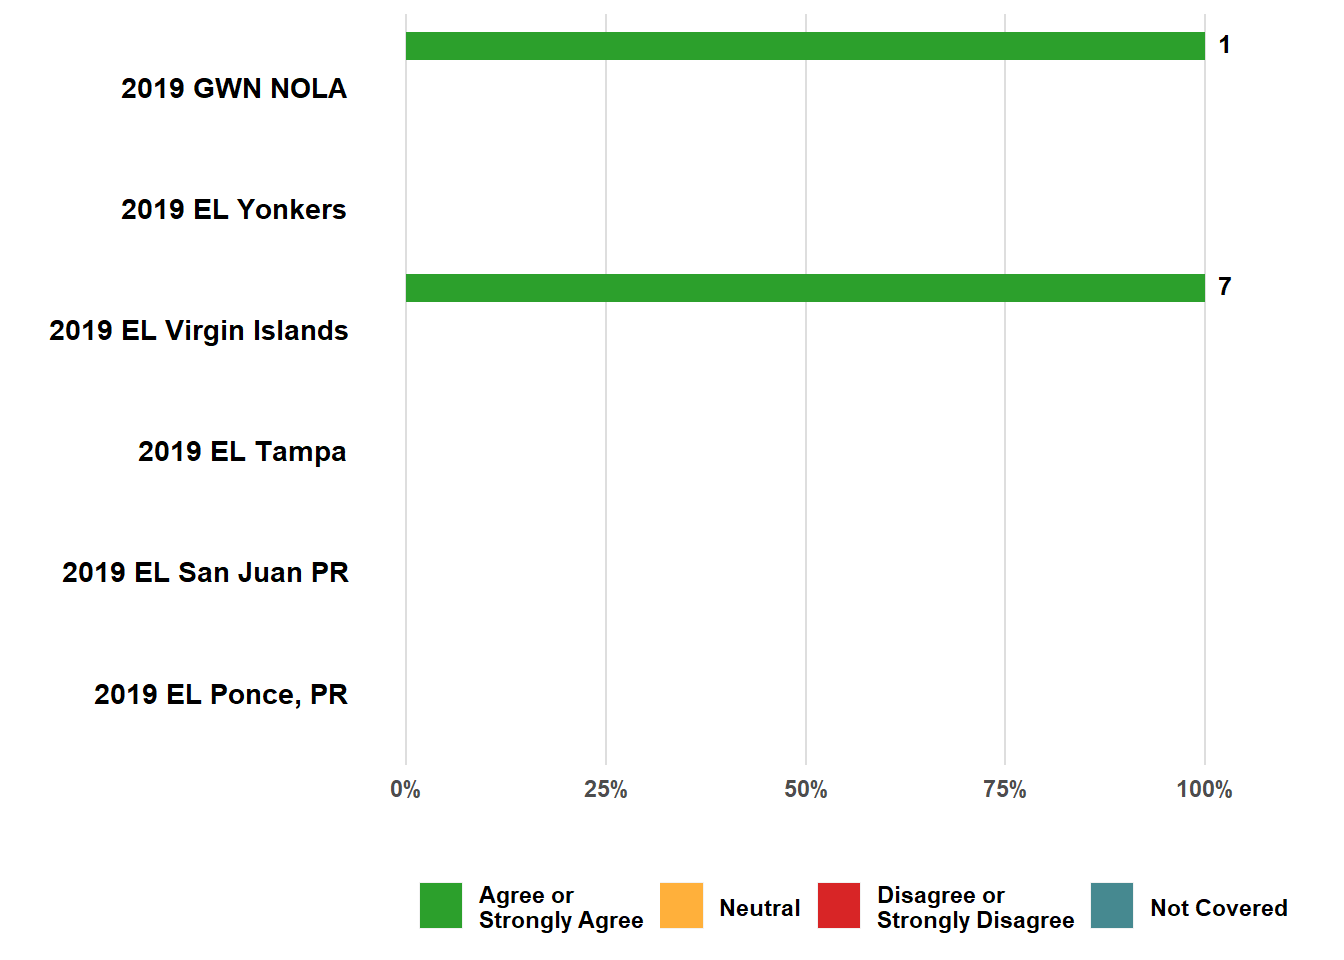 1
2019 GWN NOLA
2019 EL Yonkers
7
2019 EL Virgin Islands
2019 EL Tampa
2019 EL San Juan PR
2019 EL Ponce, PR
0% 25% 50% 75% 100%
Agree or
Strongly Agree
Neutral
Disagree or
Strongly Disagree
Not Covered